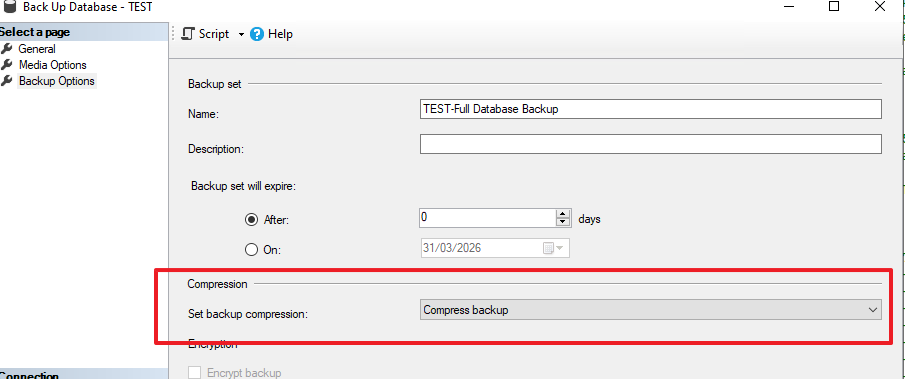 Back Up Database - TEST
Select a page
General
Media Options
Backup Options
Script
Help
Backup set
Name:
TEST-Full Database Backup
Description:
Backup set will expire:
After:
0
days
On:
31/03/2026
Compression
Set backup compression:
Compress backup
Encryption
Encrypt backup
Connection